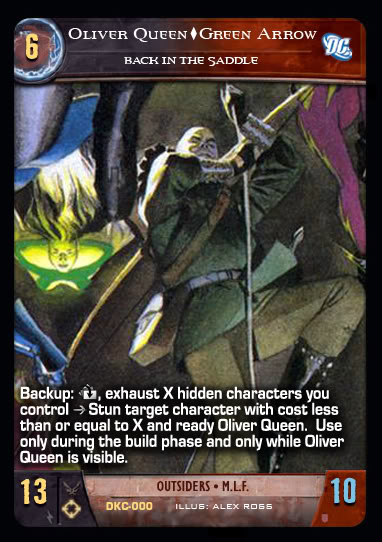 6
Oliver Queen♦Green Arrow
DC
BACK IN THE SADDLE
Backup: , exhaust X hidden characters you
control → Stun target character with cost less
than or equal to X and ready Oliver Queen. Use
only during the build phase and only while Oliver
Queen is visible.
13
OUTSIDERS • M.L.F.
10
DKC-000 ILLUS: ALEX ROSS